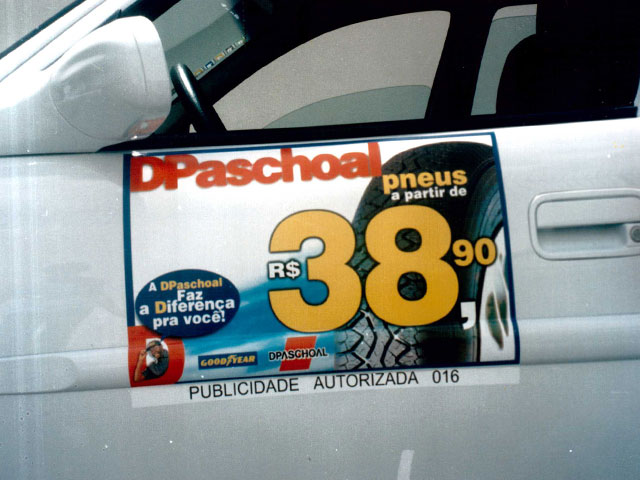 DPaschoal
pneus
a partir de
R$ 38,90
A DPaschoal
Faz
a Diferença
pra você!
D
GOODYEAR
DPASCHOAL
PUBLICIDADE AUTORIZADA 016